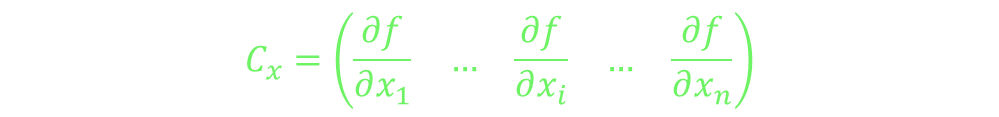 C_x = (∂f/∂x_1 ... ∂f/∂x_i ... ∂f/∂x_n)